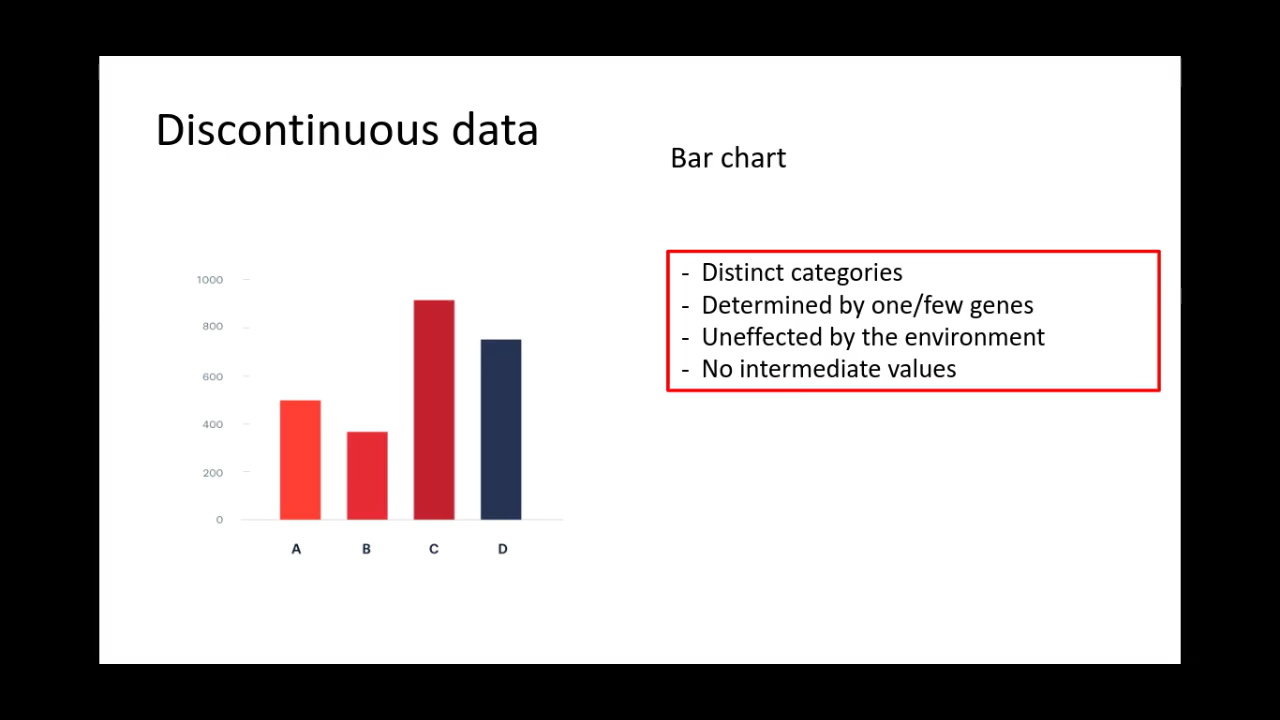 Discontinuous data
Bar chart
- Distinct categories
- Determined by one/few genes
- Uneffected by the environment
- No intermediate values
1000
800
600
400
200
0
A B C D